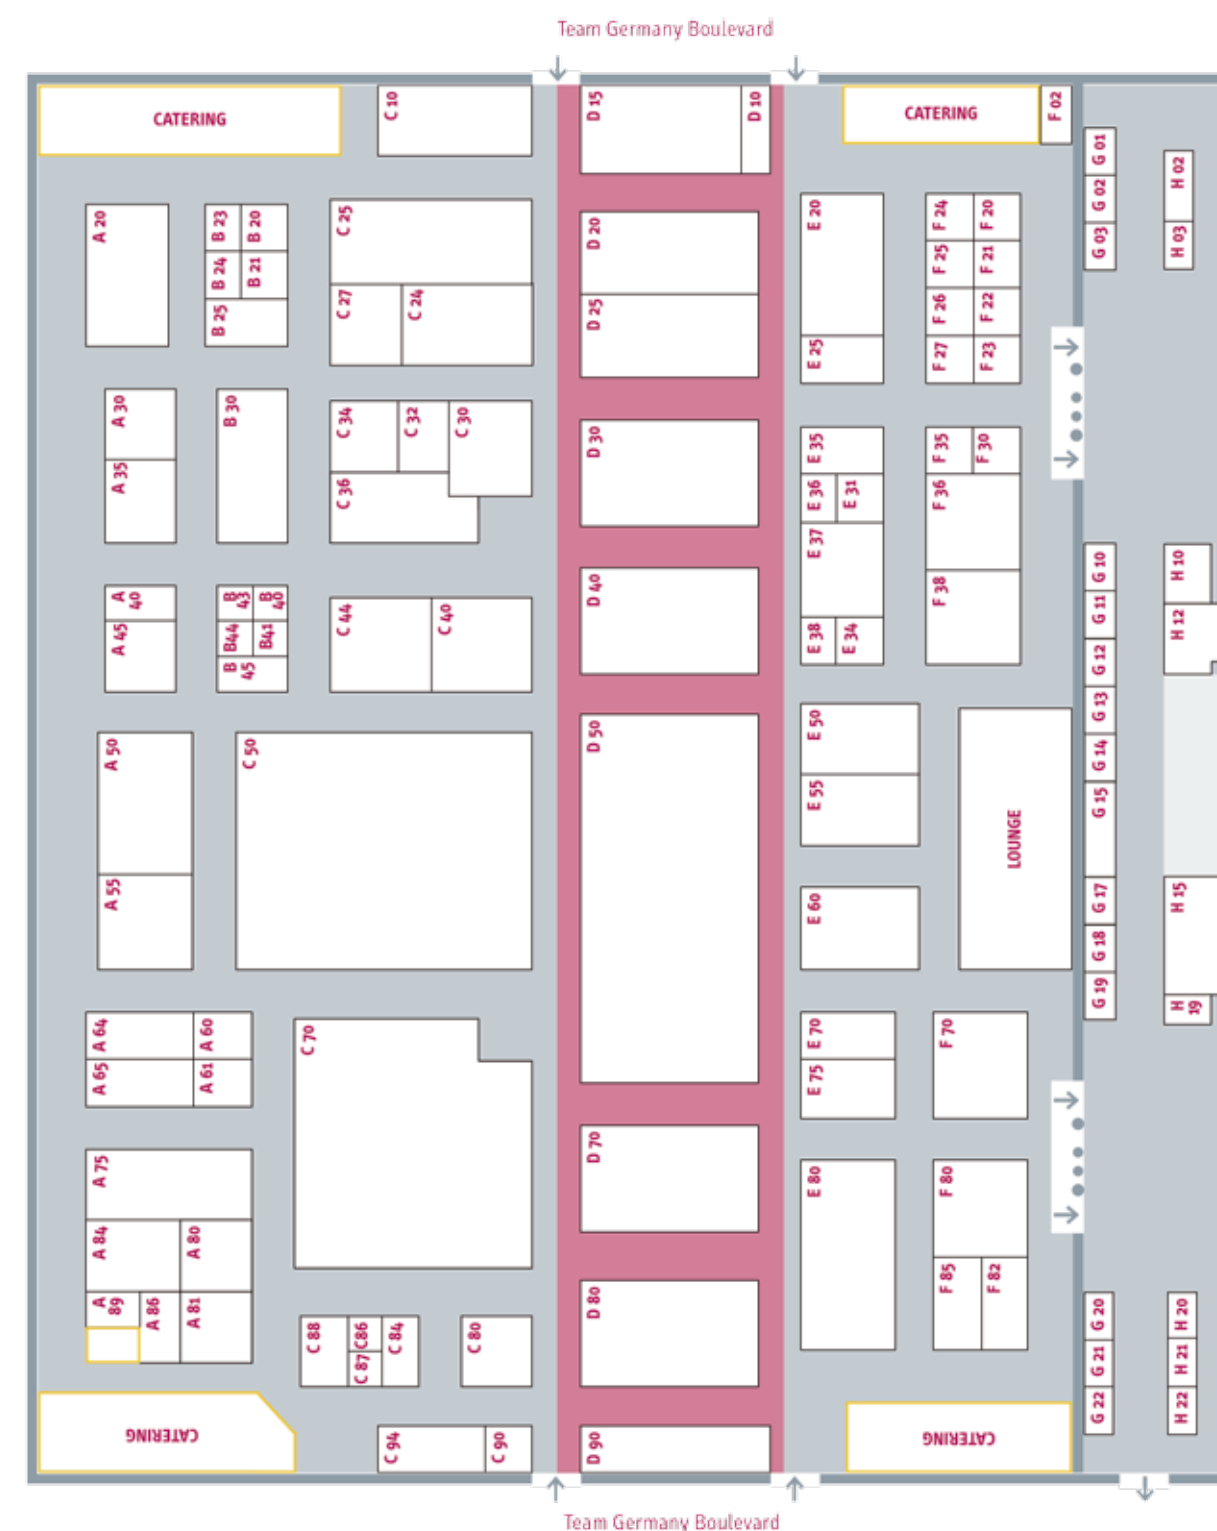 Team Germany Boulevard
CATERING
C 10
D 15
D 10
CATERING
F 02
G 01
G 02
G 03
H 02
H 03
A 20
B 23
B 20
B 24
B 21
B 25
C 25
C 27
C 24
D 20
D 25
E 20
E 25
F 24
F 20
F 25
F 21
F 26
F 22
F 27
F 23
A 30
A 35
B 30
C 34
C 32
C 30
C 36
D 30
E 35
E 36
E 31
E 37
E 38
E 34
F 35
F 30
F 36
F 38
A
40
A 45
B
43
B
40
B44
B41
B
45
C 44
C 40
D 40
G 10
G 11
G 12
G 13
G 14
G 15
G 17
G 18
G 19
H 10
H 12
H 15
H
19
A 50
A 55
C 50
D 50
E 50
E 55
E 60
LOUNGE
A 64
A 60
A 65
A 61
C 70
E 70
E 75
F 70
A 75
A 84
A 80
A
89
A 86
A 81
D 70
D 80
E 80
F 80
F 85
F 82
C 88
C86
C87
C 84
C 80
G 20
G 21
G 22
H 20
H 21
H 22
CATERING
C 94
C 90
D 90
CATERING
Team Germany Boulevard